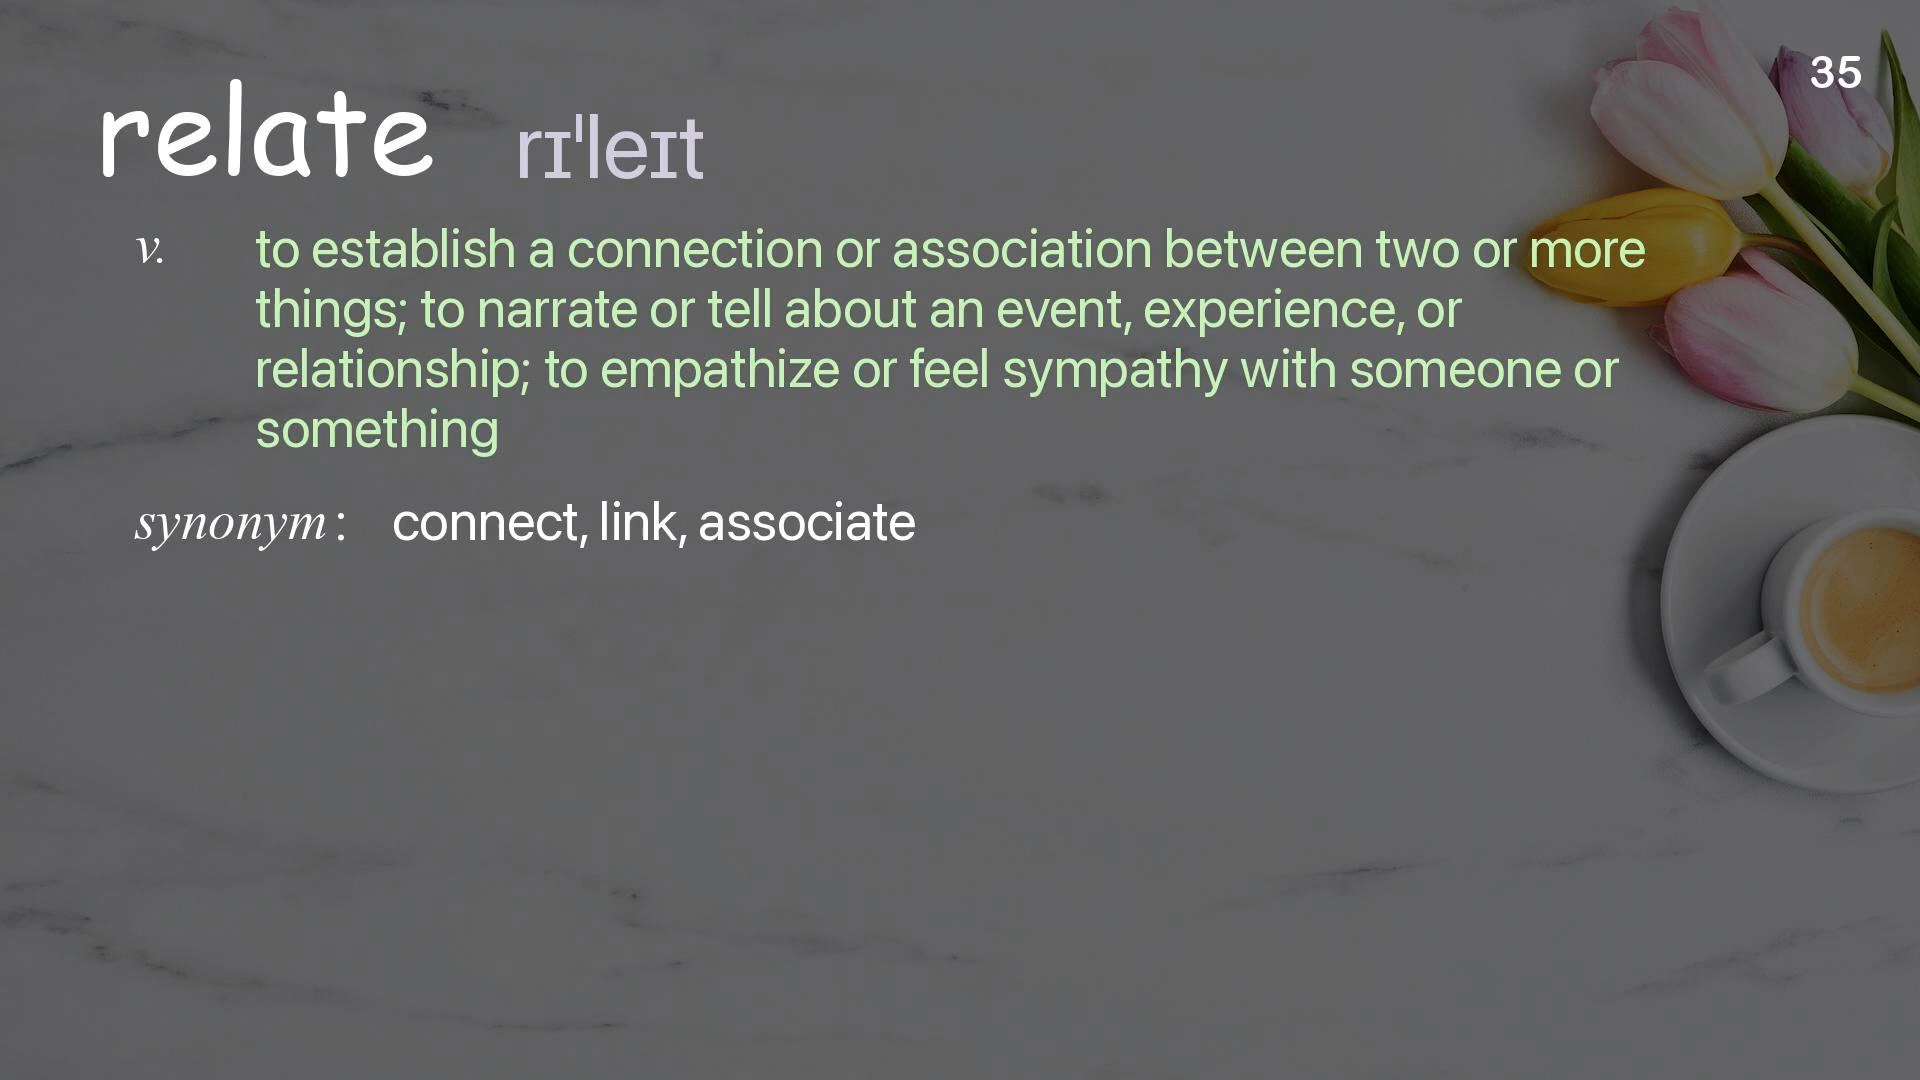 35
relate rɪˈleɪt
v. to establish a connection or association between two or more
things; to narrate or tell about an event, experience, or
relationship; to empathize or feel sympathy with someone or
something
synonym : connect, link, associate